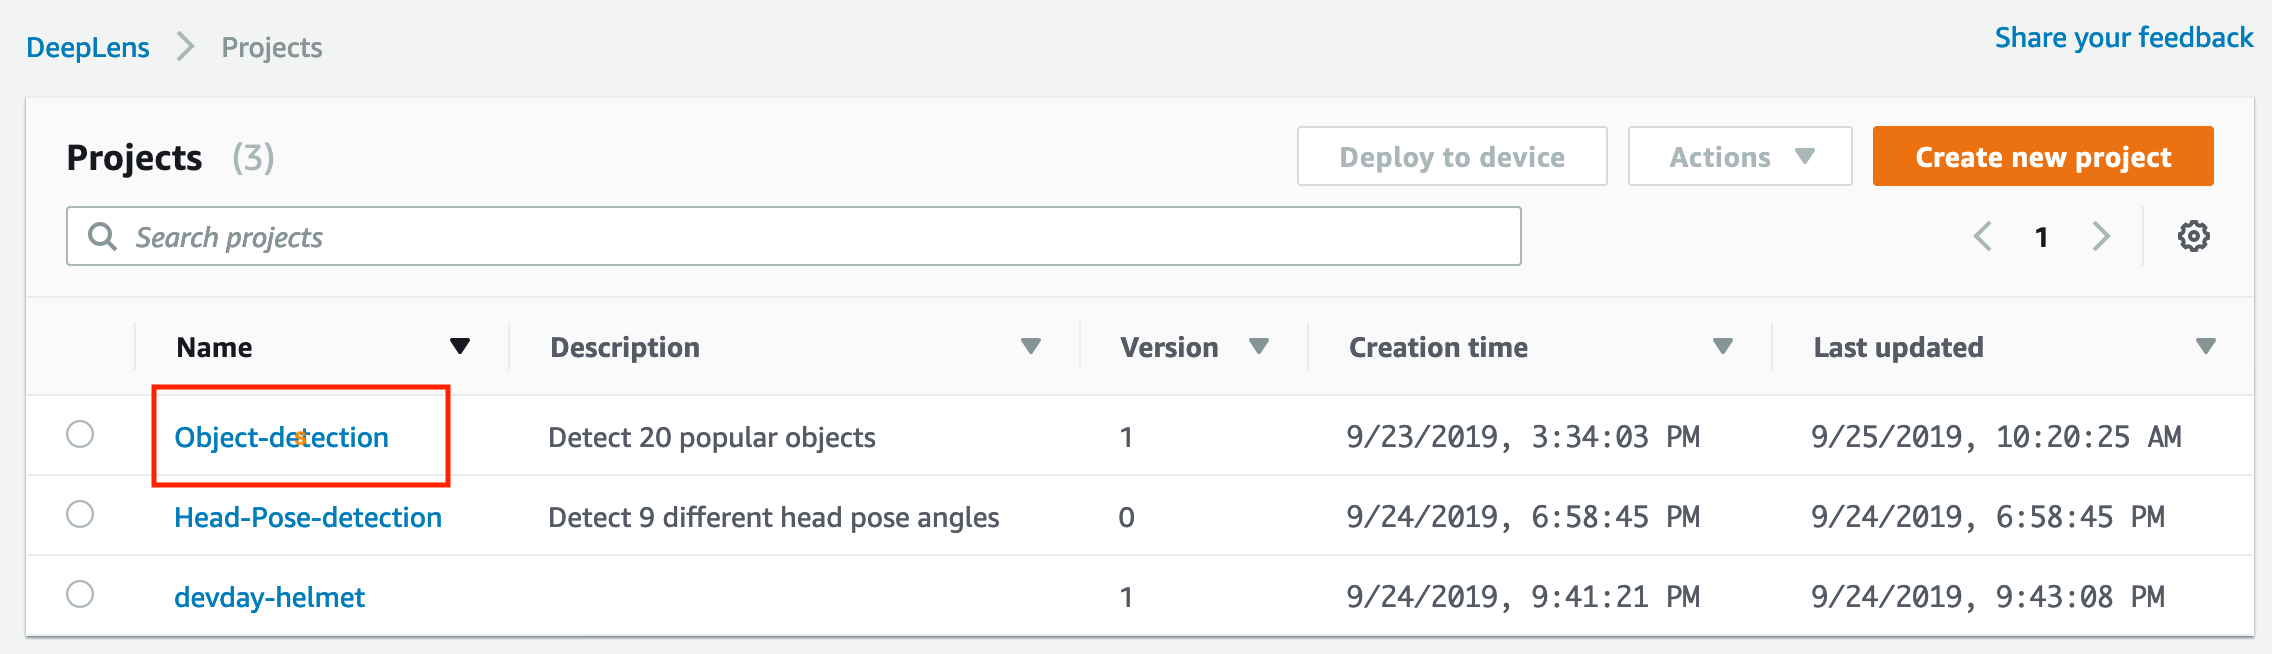 DeepLens > Projects
Share your feedback
Projects (3)
Deploy to device
Actions
Create new project
Search projects
1
Name Description Version Creation time Last updated
Object-detection Detect 20 popular objects 1 9/23/2019, 3:34:03 PM 9/25/2019, 10:20:25 AM
s
Head-Pose-detection Detect 9 different head pose angles 0 9/24/2019, 6:58:45 PM 9/24/2019, 6:58:45 PM
devday-helmet 1 9/24/2019, 9:41:21 PM 9/24/2019, 9:43:08 PM